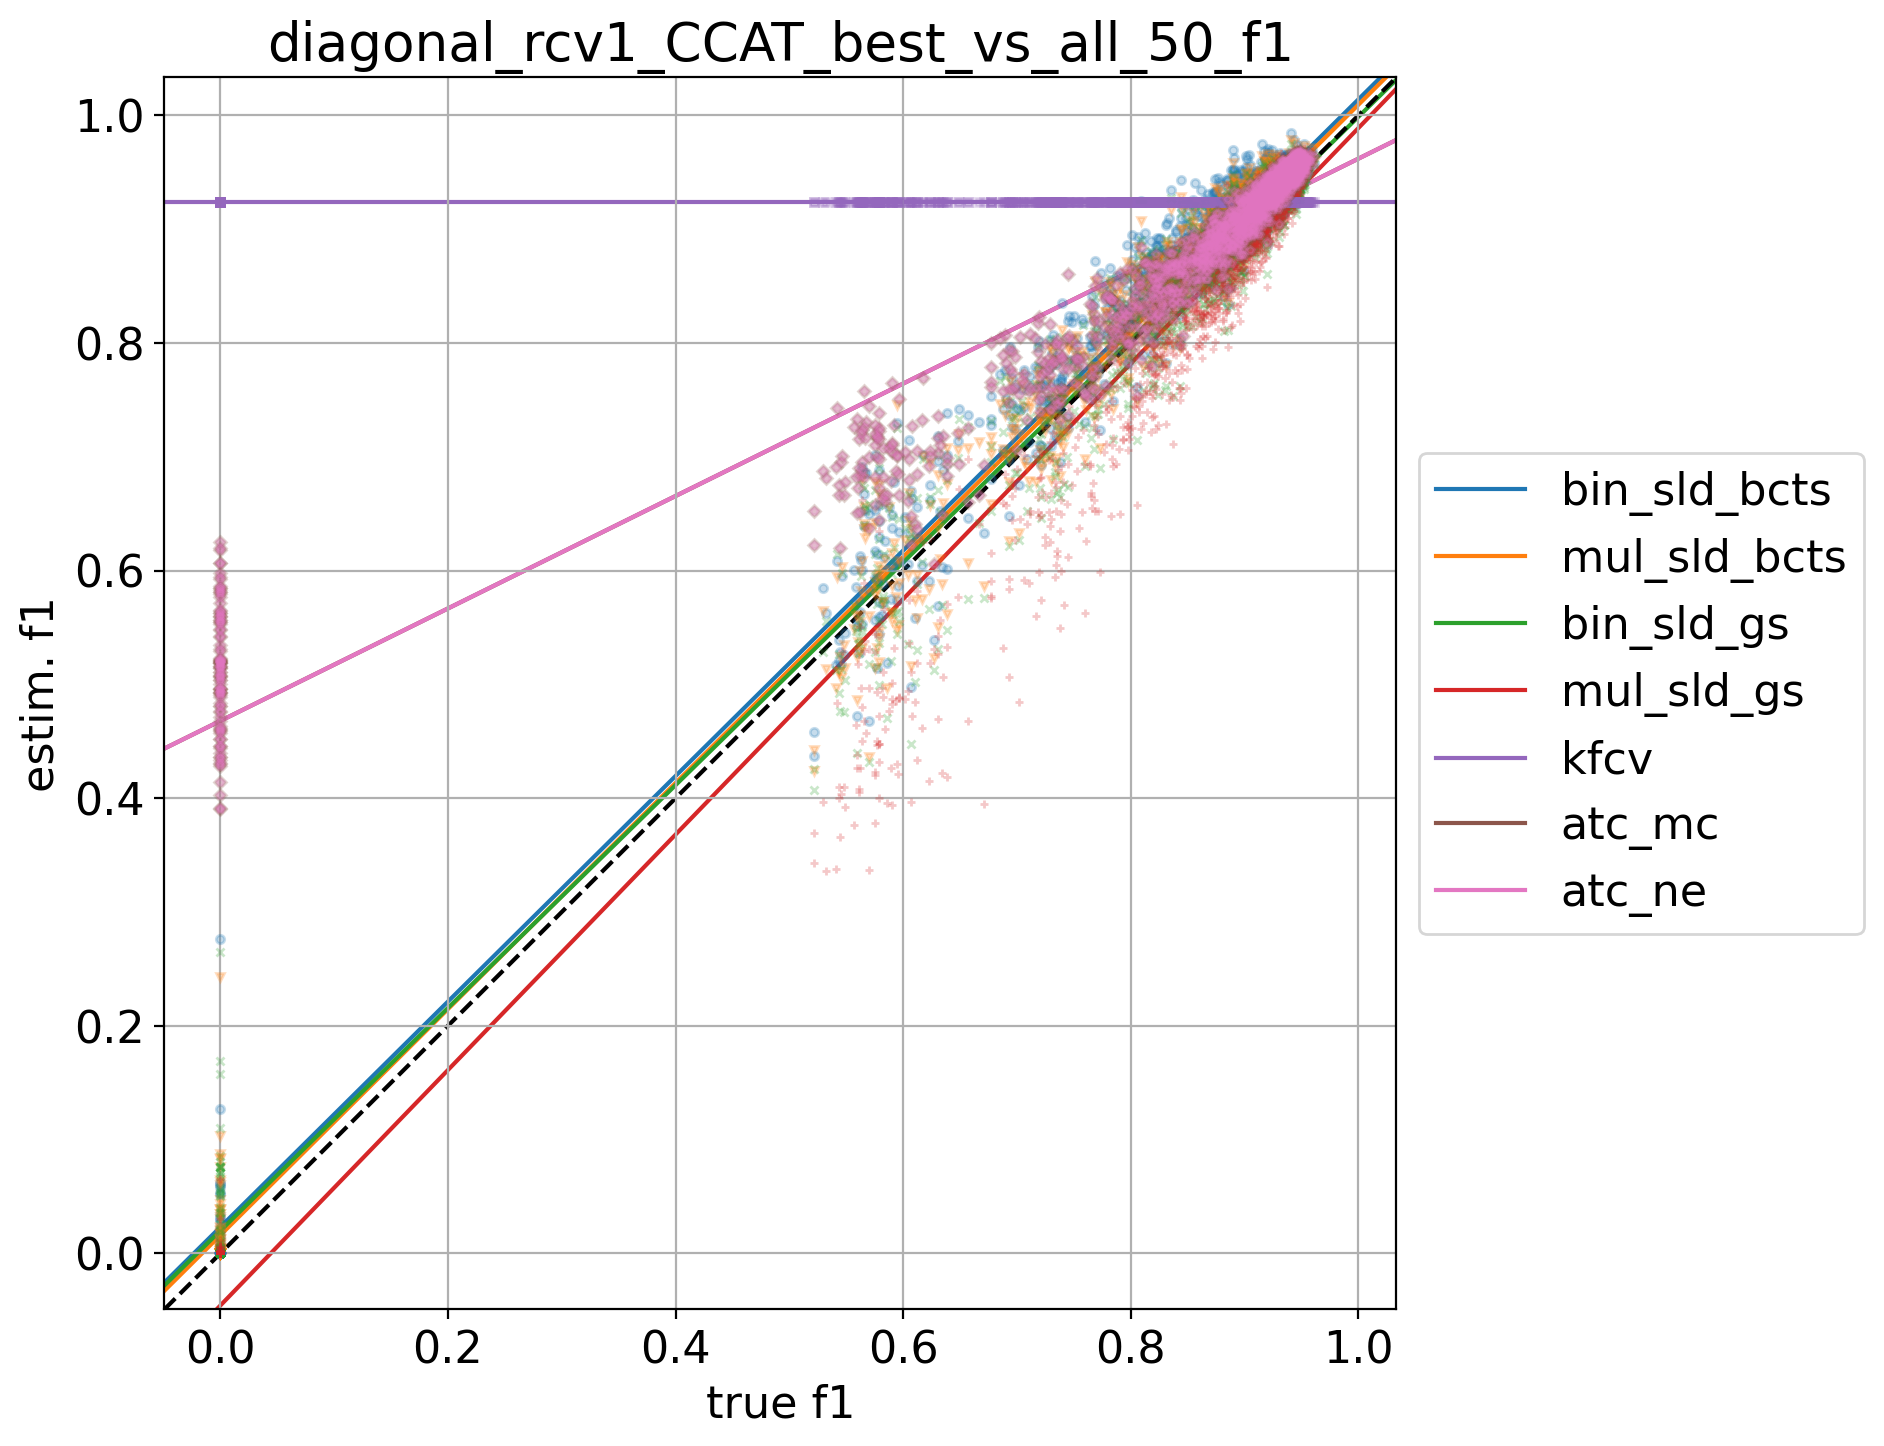 diagonal_rcv1_CCAT_best_vs_all_50_f1
1.0
0.8
0.6
0.4
0.2
0.0
estim. f1
0.0 0.2 0.4 0.6 0.8 1.0
true f1
bin_sld_bcts
mul_sld_bcts
bin_sld_gs
mul_sld_gs
kfcv
atc_mc
atc_ne